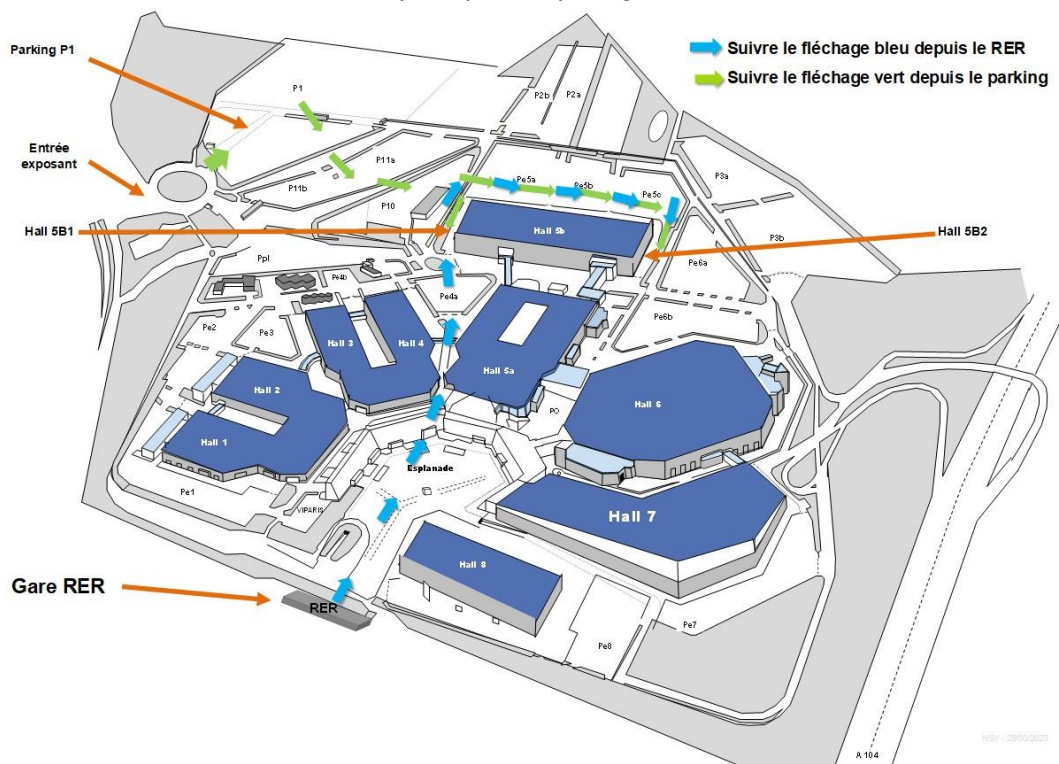 Parking P1
Suivre le fléchage bleu depuis le RER
Suivre le fléchage vert depuis le parking
P1
P2b
P2a
Entrée
exposant
P11a
P11b
P10
Pe5a
Pe5b
Pe5c
P3a
P3b
Hall 5B1
Hall 5b
Hall 5B2
Ppl
Pe4b
Pe4a
Pe6a
Pe6b
Pe2
Pe3
Hall 3
Hall 4
Hall 5a
Hall 2
Hall 1
Hall 6
PO
Esplanade
Pe1
VIPARIS
Hall 7
Hall 8
Gare RER
RER
Pe7
Pe8
A 104